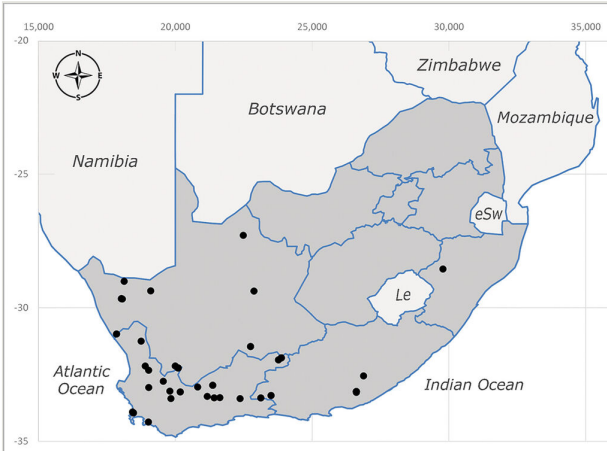 15,000 20,000 25,000 30,000 35,000
-20
N
W E
S
Zimbabwe
Botswana
Mozambique
Namibia
-25
eSw
Le
-30
Atlantic
Ocean
Indian Ocean
-35